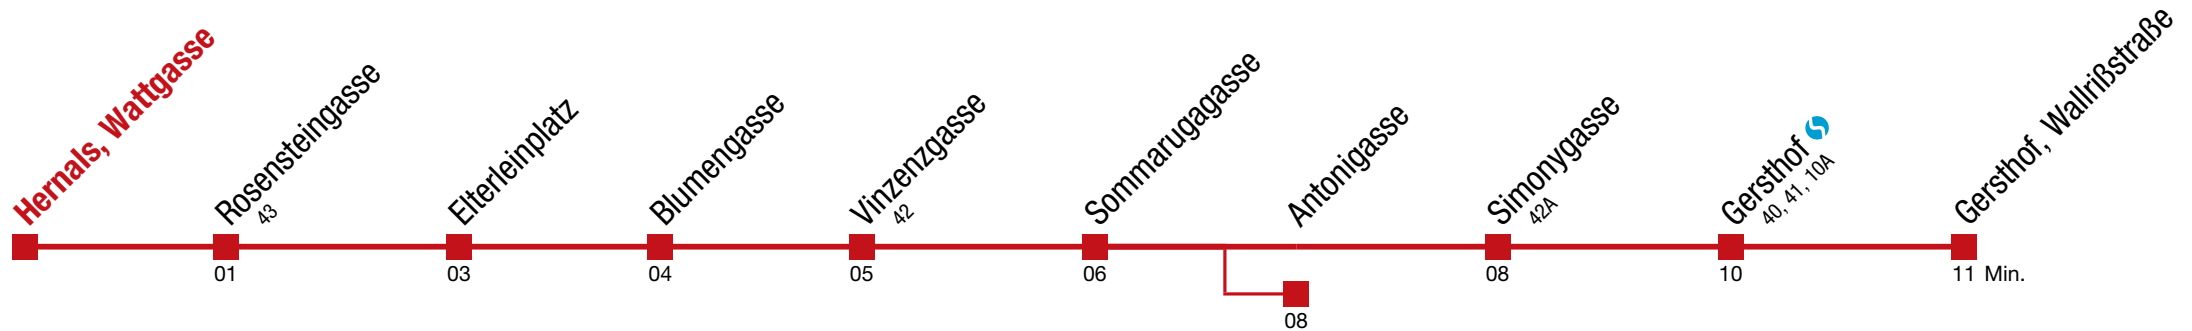 Hernals, Wattgasse
Rosensteingasse
43
Elterleinplatz
Blumengasse
Vinzenzgasse
42
Sommarugagasse
Antonigasse
Simonygasse
42A
Gersthof
40, 41, 10A
Gersthof, Wallrißstraße
01
03
04
05
06
08
10
11 Min.
08